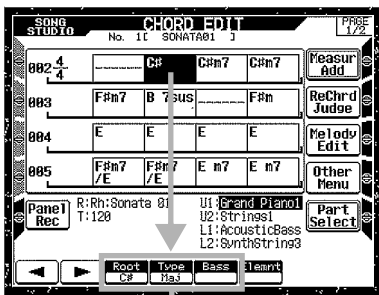 SONG STUDIO CHORD EDIT PAGE 1/2
No. 1[ SONATA01 ]
002 4/4 C# C#m7 C#m7 Measur Add
003 F#m7 B 7sus F#m ReChrd Judge
004 E E E E Melody Edit
005 F#m7 /E F#m7 /E E m7 E m7 Other Menu
Panel Rec R:Rh:Sonata 01 U1:Grand Piano1 Part Select
T:120 U2:Strings1
L1:AcousticBass
L2:SynthString3
Root Type Bass Elemnt
C# Maj